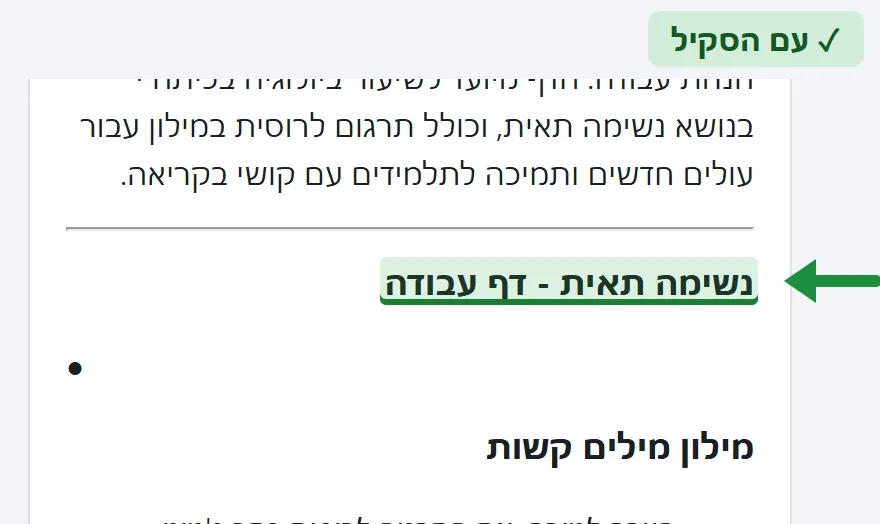 ✓ עם הסקיל
בנושא נשימה תאית, וכולל תרגום לרוסית במילון עבור
עולים חדשים ותמיכה לתלמידים עם קושי בקריאה.
נשימה תאית - דף עבודה
מילון מילים קשות